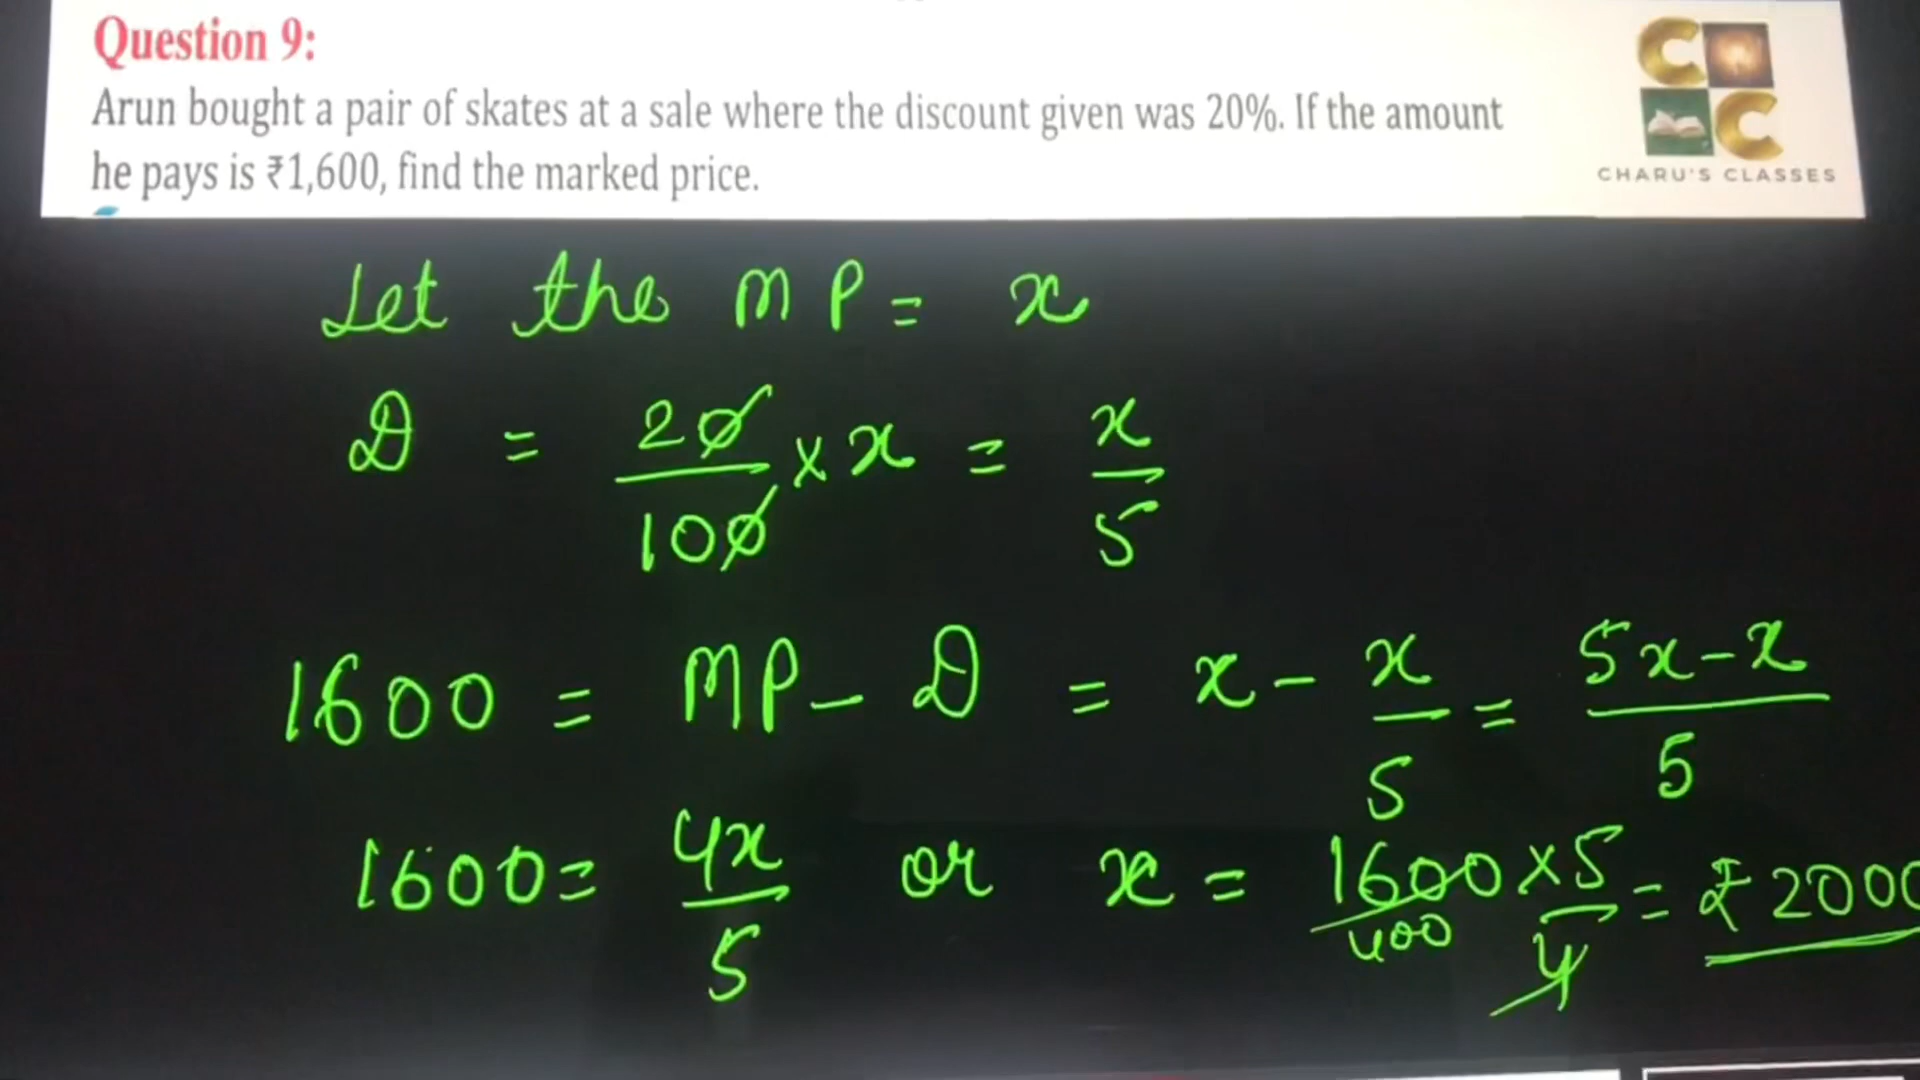 Question 9:
Arun bought a pair of skates at a sale where the discount given was 20%. If the amount
he pays is ₹1,600, find the marked price.
CHARU'S CLASSES
Let the MP = x
D = 20/100 × x = x/5
1600 = MP - D = x - x/5 = 5x-x/5
1600 = 4x/5 or x = 1600 × 5/4 = ₹2000
400